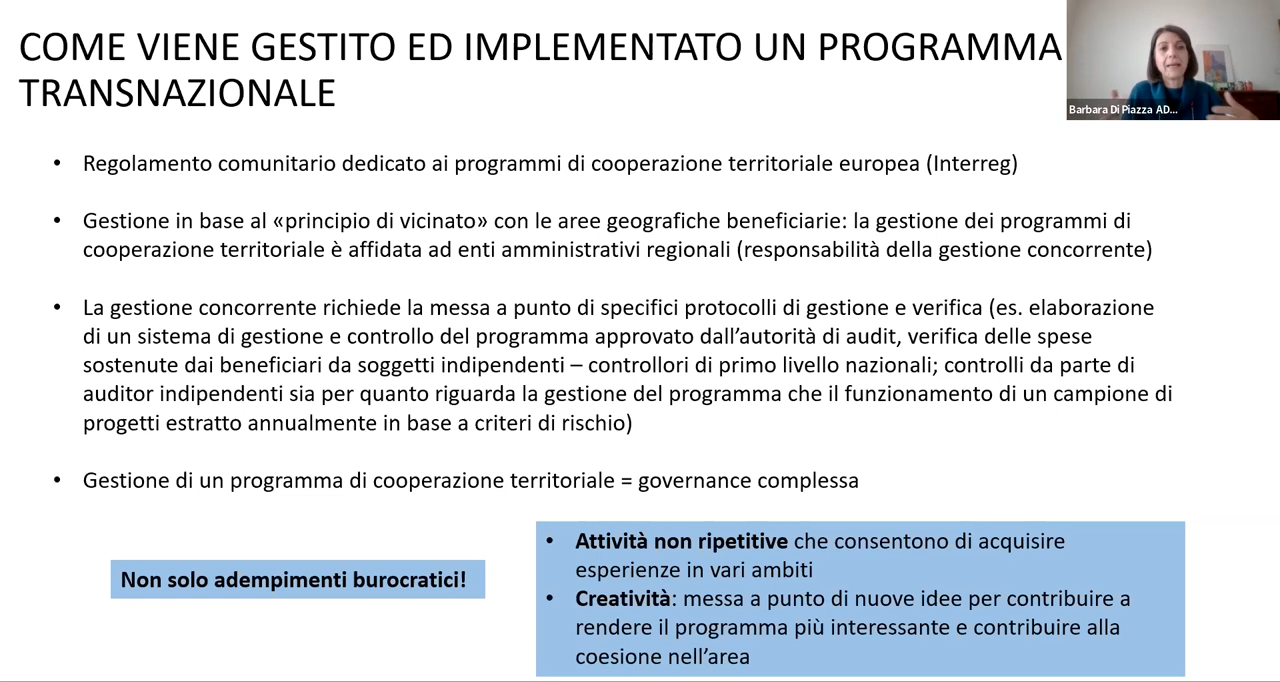 COME VIENE GESTITO ED IMPLEMENTATO UN PROGRAMMA
TRANSNAZIONALE
Barbara Di Piazza AD...
• Regolamento comunitario dedicato ai programmi di cooperazione territoriale europea (Interreg)
• Gestione in base al «principio di vicinato» con le aree geografiche beneficiarie: la gestione dei programmi di
cooperazione territoriale è affidata ad enti amministrativi regionali (responsabilità della gestione concorrente)
• La gestione concorrente richiede la messa a punto di specifici protocolli di gestione e verifica (es. elaborazione
di un sistema di gestione e controllo del programma approvato dall’autorità di audit, verifica delle spese
sostenute dai beneficiari da soggetti indipendenti – controllori di primo livello nazionali; controlli da parte di
auditor indipendenti sia per quanto riguarda la gestione del programma che il funzionamento di un campione di
progetti estratto annualmente in base a criteri di rischio)
• Gestione di un programma di cooperazione territoriale = governance complessa
Non solo adempimenti burocratici!
• Attività non ripetitive che consentono di acquisire
esperienze in vari ambiti
• Creatività: messa a punto di nuove idee per contribuire a
rendere il programma più interessante e contribuire alla
coesione nell’area